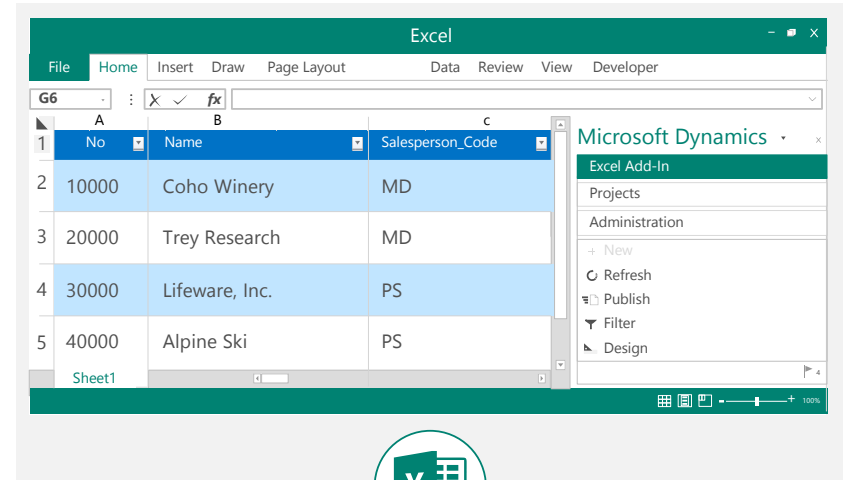 Excel
File Home Insert Draw Page Layout Data Review View Developer
G6 fx
A B c
1 No Name Salesperson_Code
2 10000 Coho Winery MD
3 20000 Trey Research MD
4 30000 Lifeware, Inc. PS
5 40000 Alpine Ski PS
Sheet1
Microsoft Dynamics
Excel Add-In
Projects
Administration
+ New
Refresh
Publish
Filter
Design
4
100%
X